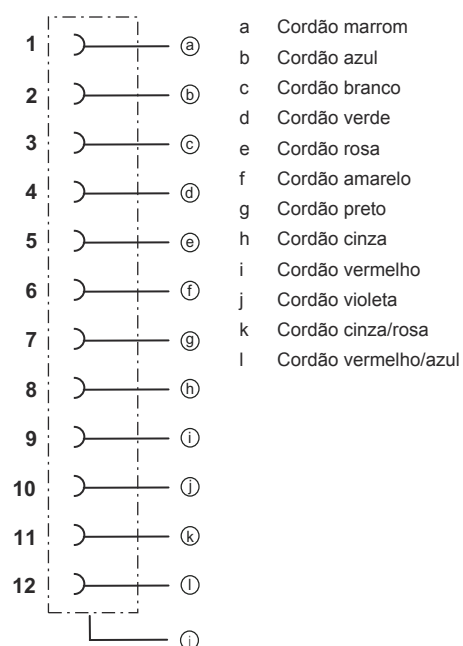 1 a
2 b
3 c
4 d
5 e
6 f
7 g
8 h
9 i
10 j
11 k
12 l
a Cordão marrom
b Cordão azul
c Cordão branco
d Cordão verde
e Cordão rosa
f Cordão amarelo
g Cordão preto
h Cordão cinza
i Cordão vermelho
j Cordão violeta
k Cordão cinza/rosa
l Cordão vermelho/azul